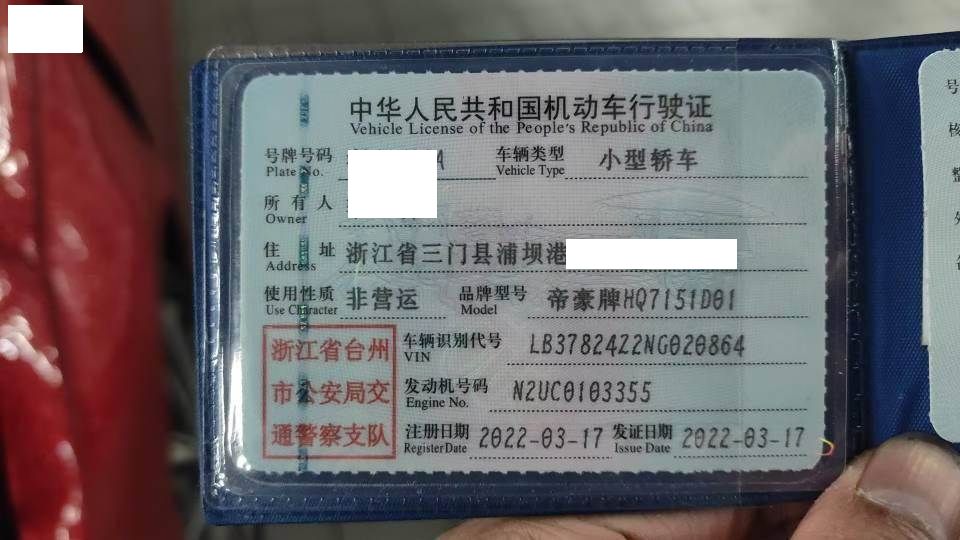 中华人民共和国机动车行驶证
Vehicle License of the People's Republic of China
号牌号码 A 车辆类型 小型轿车
Plate No. Vehicle Type
所有人
Owner
住址 浙江省三门县浦坝港
Address
使用性质 非营运 品牌型号 帝豪牌HQ7151D01
Use Character Model
浙江省台州
市公安局交
通警察支队
车辆识别代号 LB37824Z2NG020864
VIN
发动机号码 N2UC0103355
Engine No.
注册日期 2022-03-17 发证日期 2022-03-17
Register Date Issue Date
号
核
整